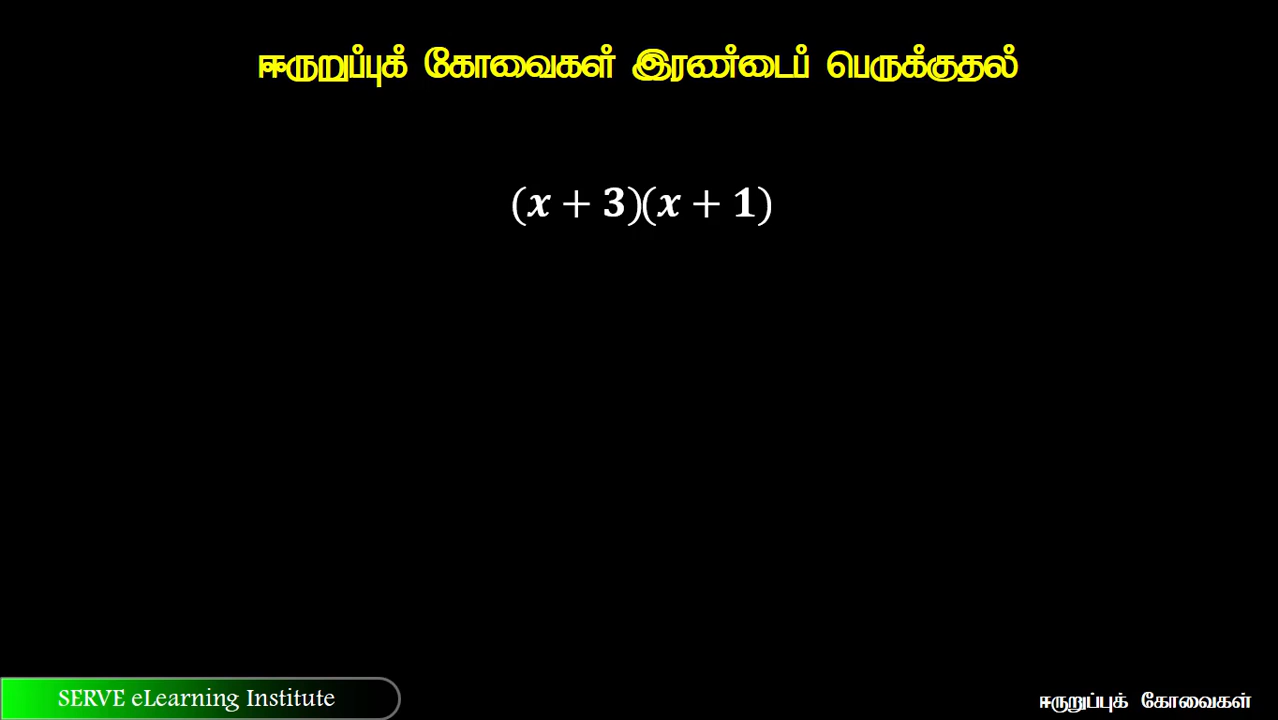 ஈருறுப்புக் கோவைகள் இரண்டைப் பெருக்குதல்
(x + 3)(x + 1)
SERVE eLearning Institute
ஈருறுப்புக் கோவைகள்